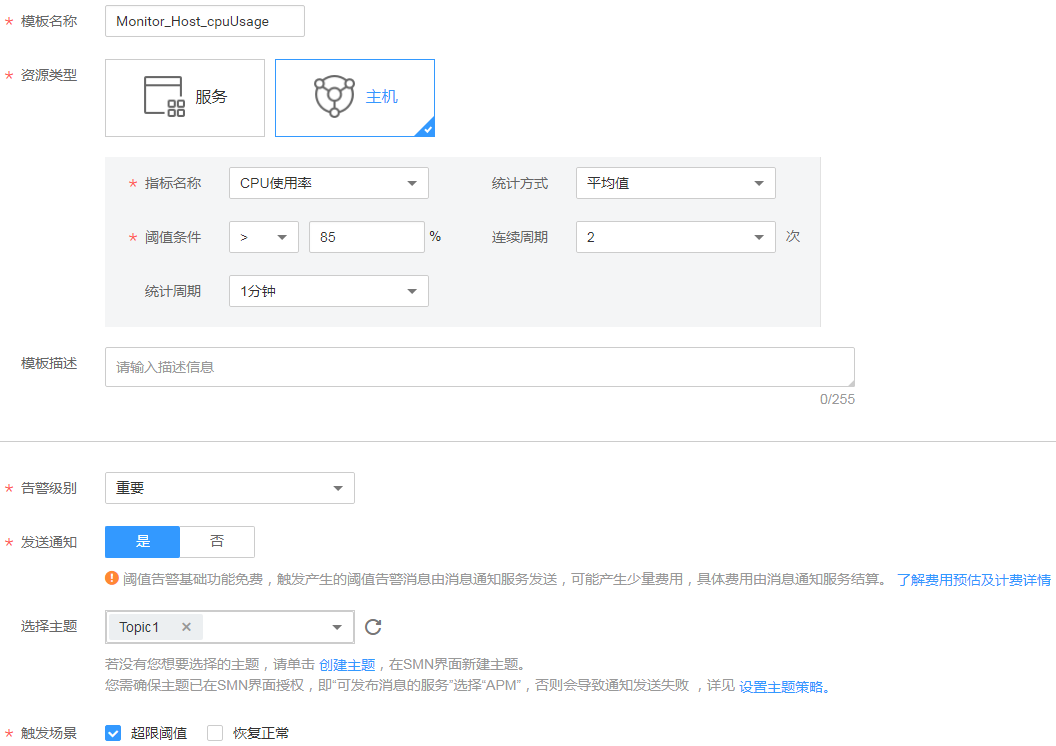 * 模板名称 Monitor_Host_cpuUsage
* 资源类型 服务 主机
* 指标名称 CPU使用率 统计方式 平均值
* 阈值条件 > 85 % 连续周期 2 次
统计周期 1分钟
模板描述 请输入描述信息
0/255
* 告警级别 重要
* 发送通知 是 否
阈值告警基础功能免费，触发产生的阈值告警消息由消息通知服务发送，可能产生少量费用，具体费用由消息通知服务结算。 了解费用预估及计费详情
选择主题 Topic1 ×
若没有您想要选择的主题，请单击 创建主题，在SMN界面新建主题。
您需确保主题已在SMN界面授权，即“可发布消息的服务”选择“APM”，否则会导致通知发送失败 ，详见 设置主题策略。
* 触发场景 超限阈值 恢复正常